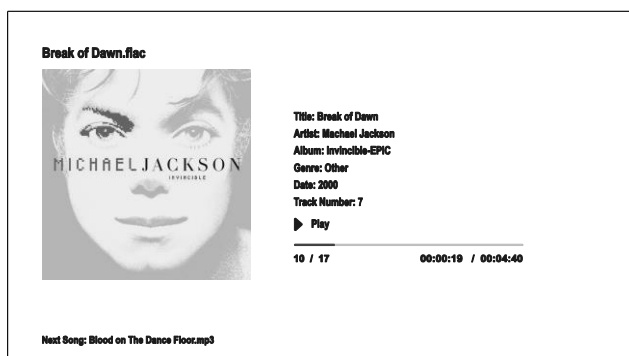 Break of Dawn.flac
MICHAELJACKSON
INVINCIBLE
Title: Break of Dawn
Artist: Machael Jackson
Album: Invincible-EPIC
Genre: Other
Date: 2000
Track Number: 7
Play
10 / 17 00:00:19 / 00:04:40
Next Song: Blood on The Dance Floor.mp3